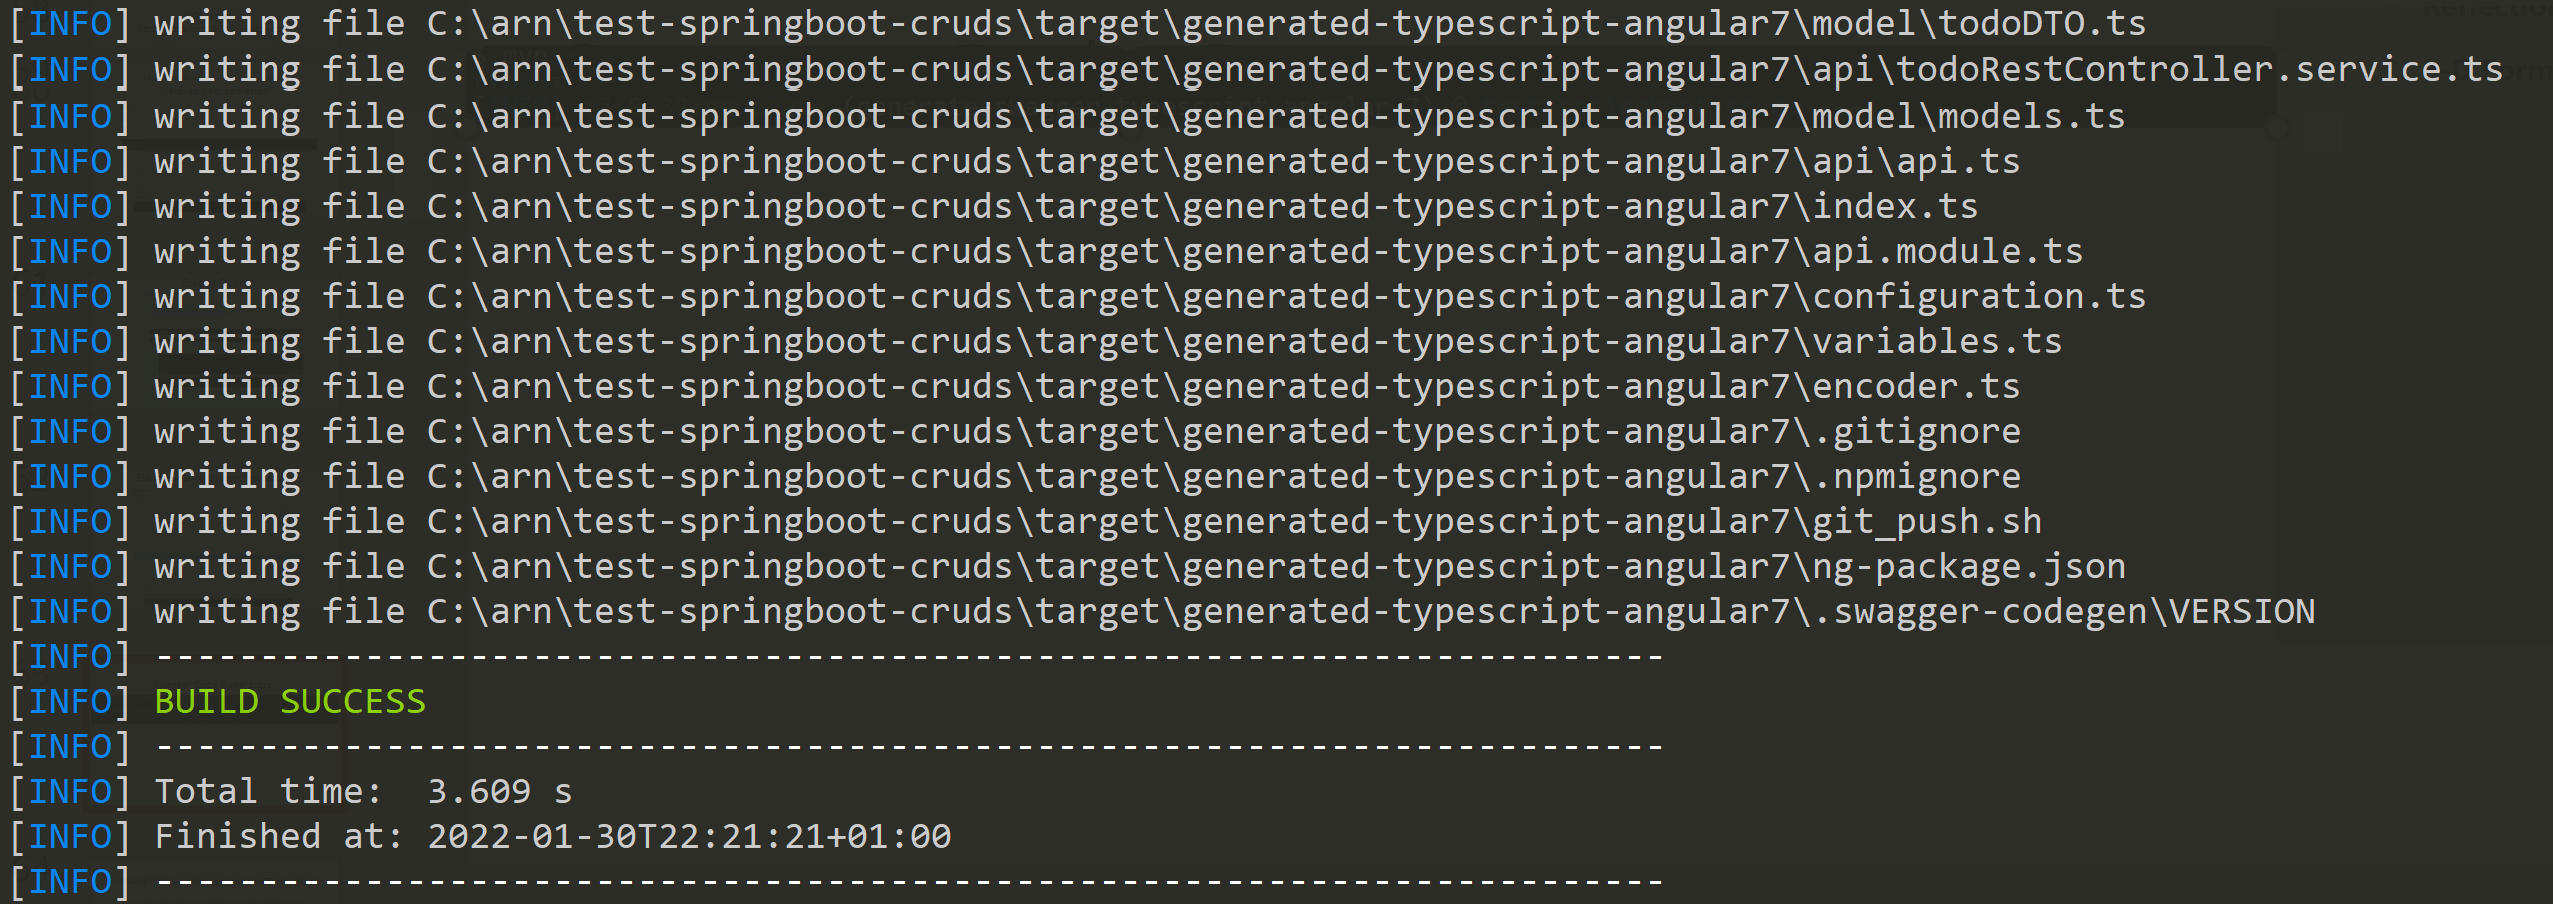 [INFO] writing file C:\arn\test-springboot-cruds\target\generated-typescript-angular7\model\todoDTO.ts
[INFO] writing file C:\arn\test-springboot-cruds\target\generated-typescript-angular7\api\todoRestController.service.ts
[INFO] writing file C:\arn\test-springboot-cruds\target\generated-typescript-angular7\model\models.ts
[INFO] writing file C:\arn\test-springboot-cruds\target\generated-typescript-angular7\api\api.ts
[INFO] writing file C:\arn\test-springboot-cruds\target\generated-typescript-angular7\index.ts
[INFO] writing file C:\arn\test-springboot-cruds\target\generated-typescript-angular7\api.module.ts
[INFO] writing file C:\arn\test-springboot-cruds\target\generated-typescript-angular7\configuration.ts
[INFO] writing file C:\arn\test-springboot-cruds\target\generated-typescript-angular7\variables.ts
[INFO] writing file C:\arn\test-springboot-cruds\target\generated-typescript-angular7\encoder.ts
[INFO] writing file C:\arn\test-springboot-cruds\target\generated-typescript-angular7\.gitignore
[INFO] writing file C:\arn\test-springboot-cruds\target\generated-typescript-angular7\.npmignore
[INFO] writing file C:\arn\test-springboot-cruds\target\generated-typescript-angular7\git_push.sh
[INFO] writing file C:\arn\test-springboot-cruds\target\generated-typescript-angular7\ng-package.json
[INFO] writing file C:\arn\test-springboot-cruds\target\generated-typescript-angular7\.swagger-codegen\VERSION
[INFO] ------------------------------------------------------------------------
[INFO] BUILD SUCCESS
[INFO] ------------------------------------------------------------------------
[INFO] Total time:  3.609 s
[INFO] Finished at: 2022-01-30T22:21:21+01:00
[INFO] ------------------------------------------------------------------------